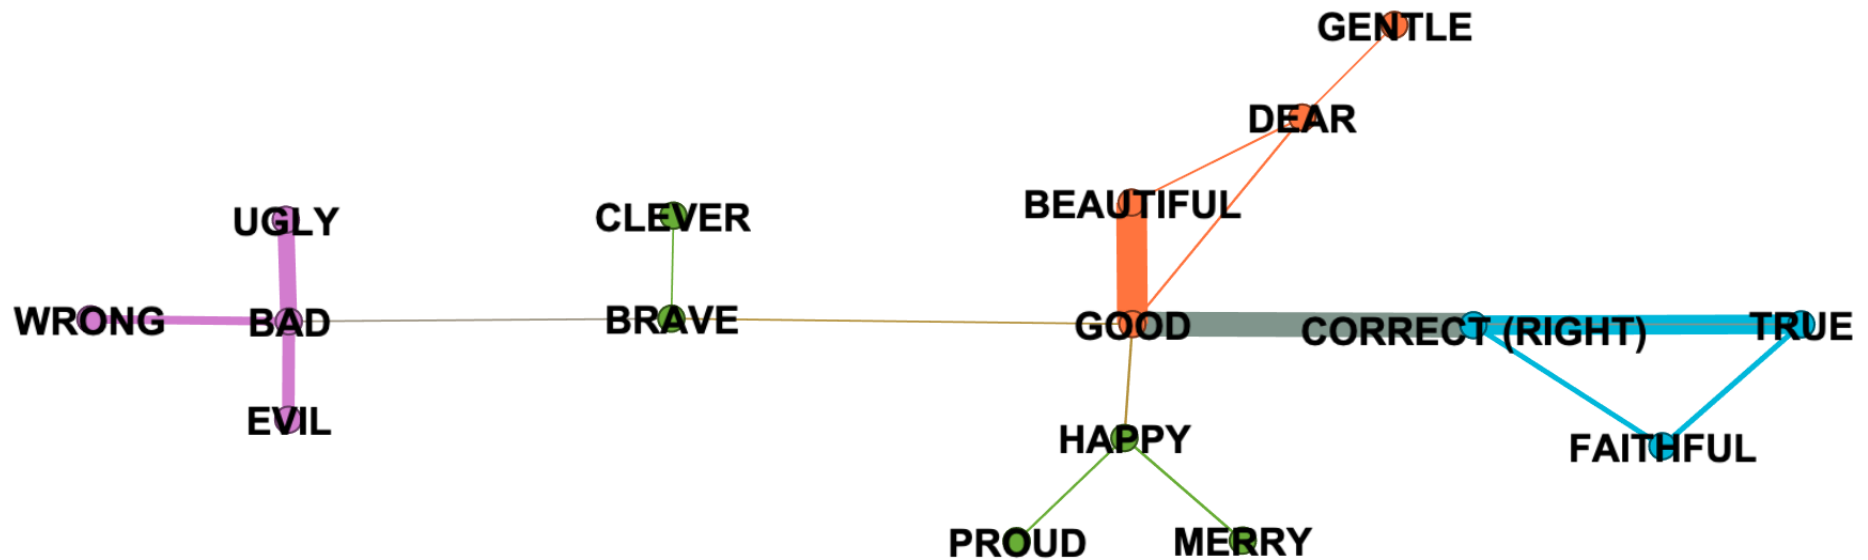 GENTLE
DEAR
BEAUTIFUL
UGLY
CLEVER
WRONG
BAD
BRAVE
GOOD
CORRECT (RIGHT)
TRUE
EVIL
HAPPY
FAITHFUL
PROUD
MERRY